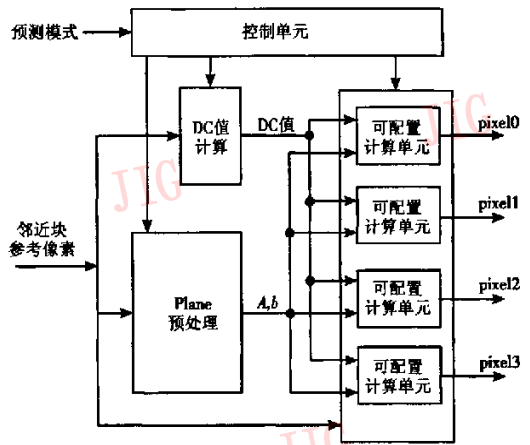 预测模式
控制单元
DC值
计算
DC值
可配置
计算单元
pixel0
可配置
计算单元
pixel1
邻近块
参考像素
Plane
预处理
A,b
可配置
计算单元
pixel2
可配置
计算单元
pixel3
JIG
JIG
JIG